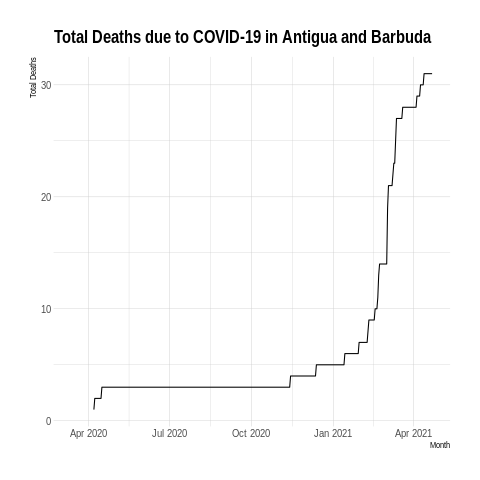 Total Deaths due to COVID-19 in Antigua and Barbuda
Total Deaths
30
20
10
0
Apr 2020 Jul 2020 Oct 2020 Jan 2021 Apr 2021
Month